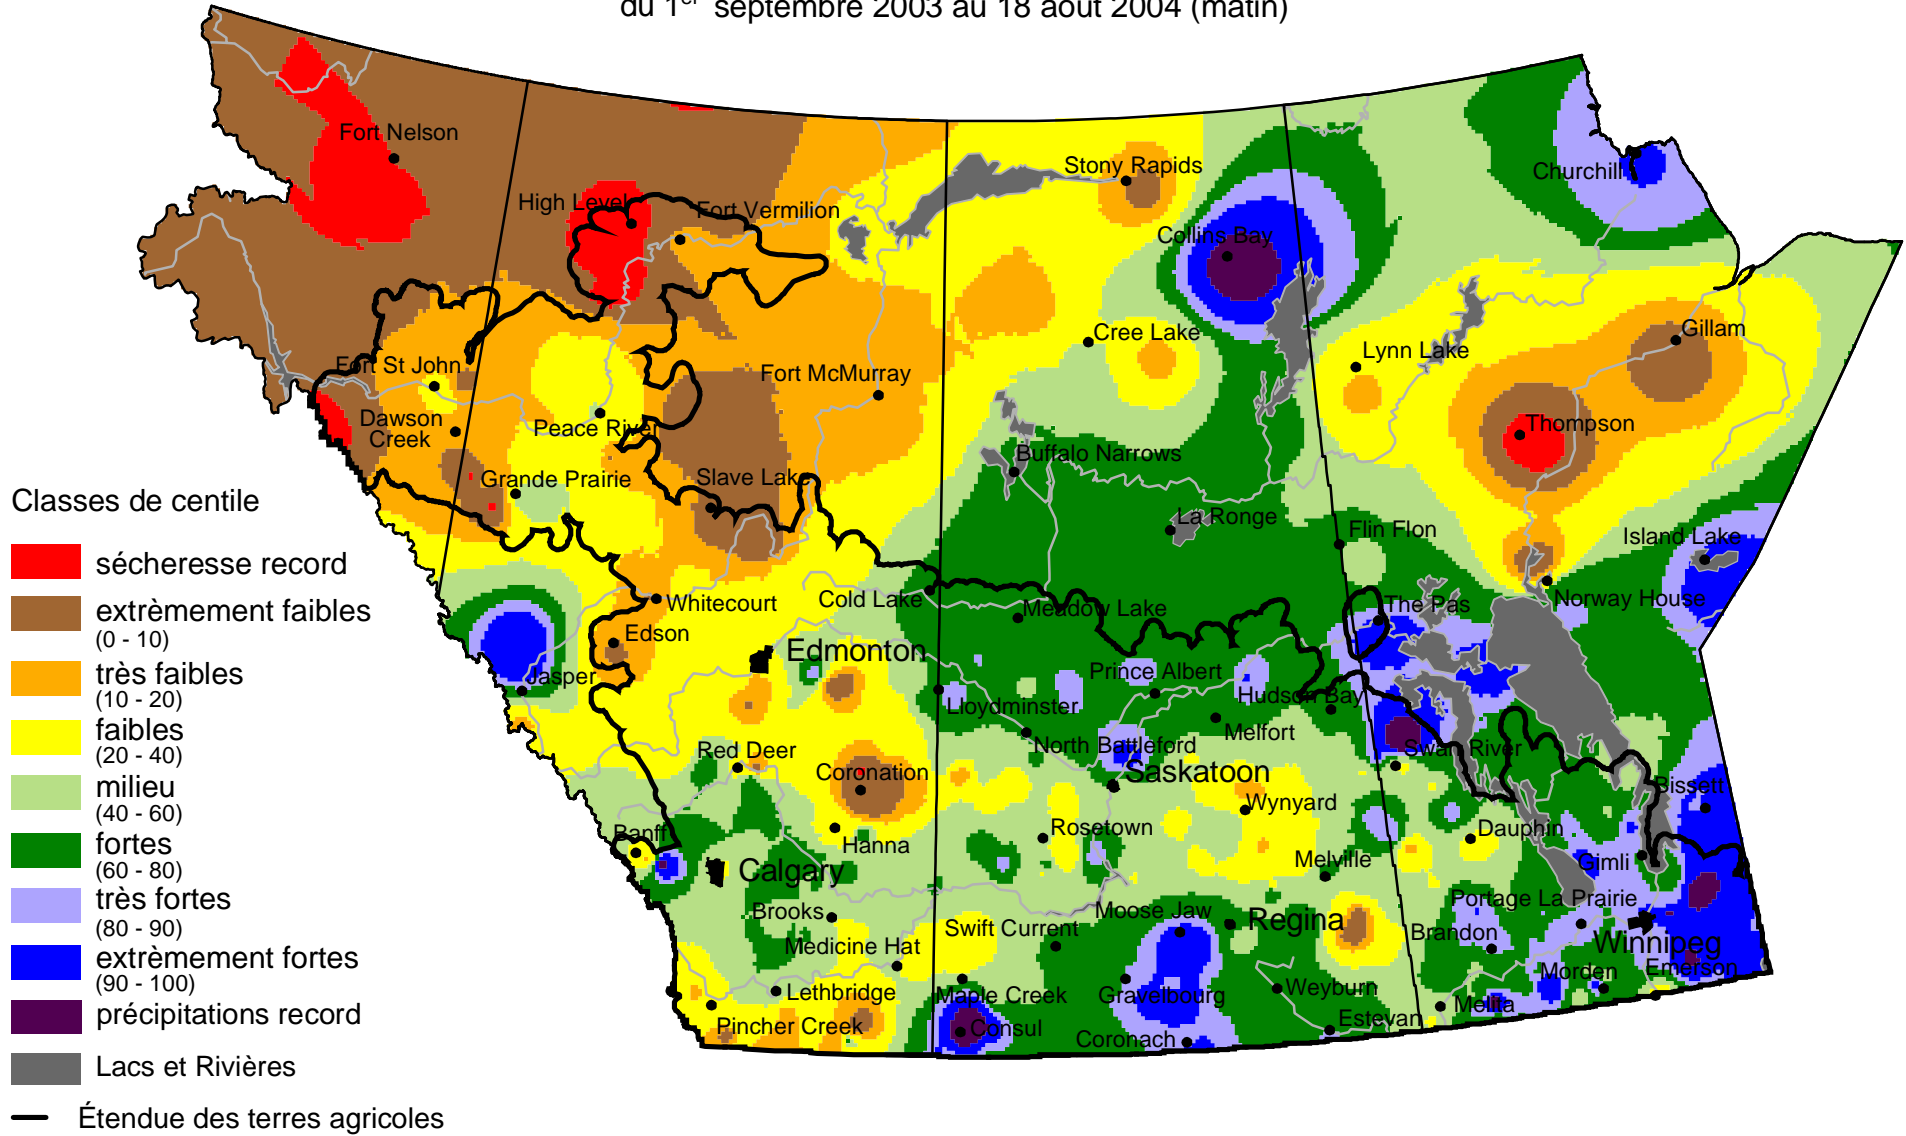 du 1er septembre 2003 au 18 août 2004 (matin)
Fort Nelson
High Level
Fort Vermilion
Stony Rapids
Churchill
Collins Bay
Cree Lake
Lynn Lake
Gillam
Fort St John
Fort McMurray
Dawson
Creek
Peace River
Thompson
Buffalo Narrows
Grande Prairie
Slave Lake
La Ronge
Flin Flon
Island Lake
Whitecourt
Cold Lake
Meadow Lake
The Pas
Norway House
Edson
Edmonton
Jasper
Prince Albert
Hudson Bay
Lloydminster
Melfort
North Battleford
Swan River
Red Deer
Coronation
Saskatoon
Bissett
Wynyard
Banff
Hanna
Rosetown
Dauphin
Calgary
Melville
Gimli
Portage La Prairie
Brooks
Moose Jaw
Regina
Swift Current
Brandon
Winnipeg
Medicine Hat
Morden
Emerson
Lethbridge
Maple Creek
Gravelbourg
Weyburn
Melita
Pincher Creek
Consul
Coronach
Estevan
Classes de centile
sécheresse record
extrèmement faibles
(0 - 10)
très faibles
(10 - 20)
faibles
(20 - 40)
milieu
(40 - 60)
fortes
(60 - 80)
très fortes
(80 - 90)
extrèmement fortes
(90 - 100)
précipitations record
Lacs et Rivières
Étendue des terres agricoles